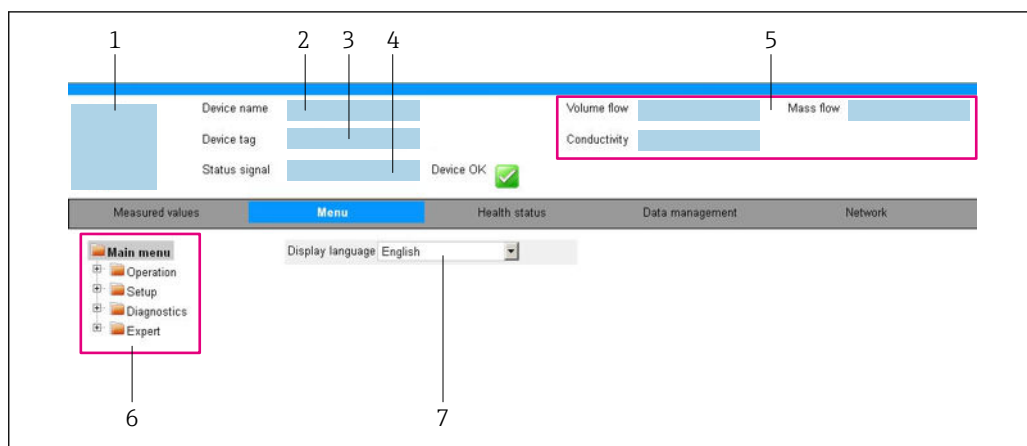 1 2 3 4 5
Device name Volume flow Mass flow
Device tag Conductivity
Status signal Device OK
Measured values Menu Health status Data management Network
Main menu Display language English
Operation
Setup
Diagnostics
Expert
6 7